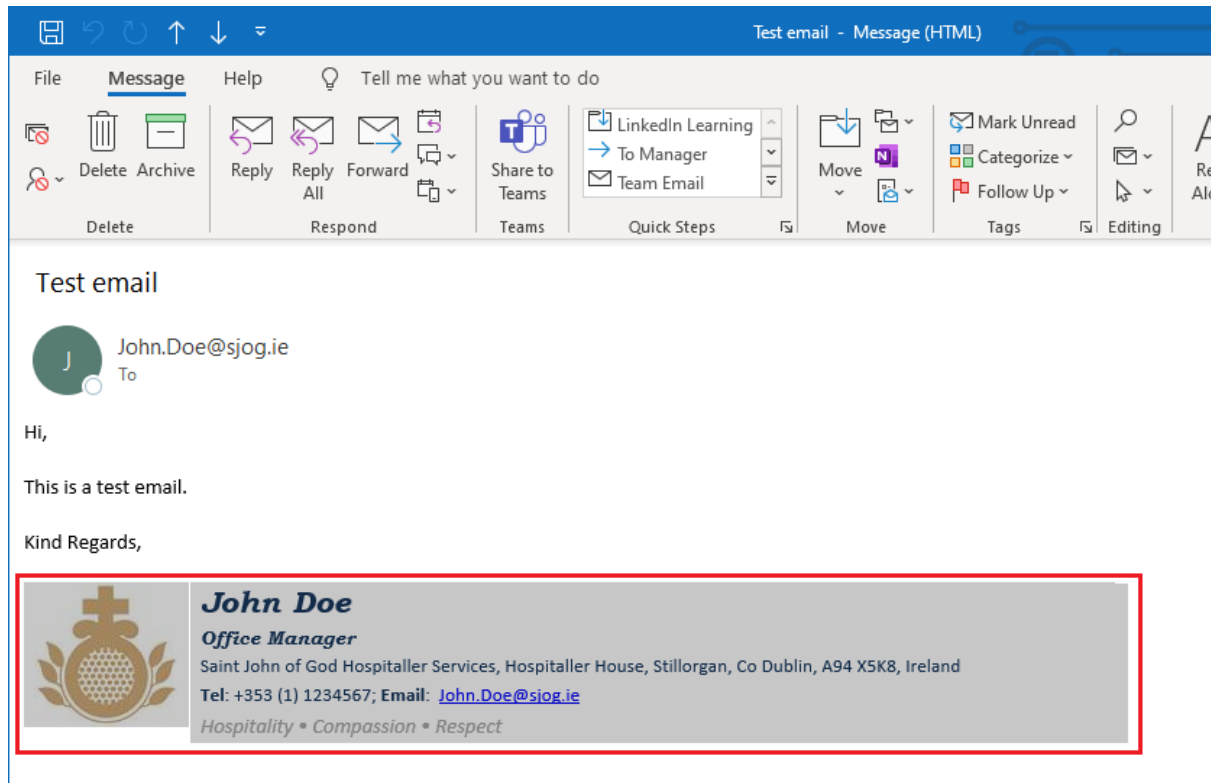 Test email - Message (HTML)
File Message Help Tell me what you want to do
Delete Archive
Reply Reply All Forward
Share to Teams
LinkedIn Learning
To Manager
Team Email
Move
Mark Unread
Categorize
Follow Up
Delete Respond Teams Quick Steps Move Tags Editing
Test email
J
John.Doe@sjog.ie
To
Hi,
This is a test email.
Kind Regards,
John Doe
Office Manager
Saint John of God Hospitaller Services, Hospitaller House, Stillorgan, Co Dublin, A94 X5K8, Ireland
Tel: +353 (1) 1234567; Email: John.Doe@sjog.ie
Hospitality • Compassion • Respect